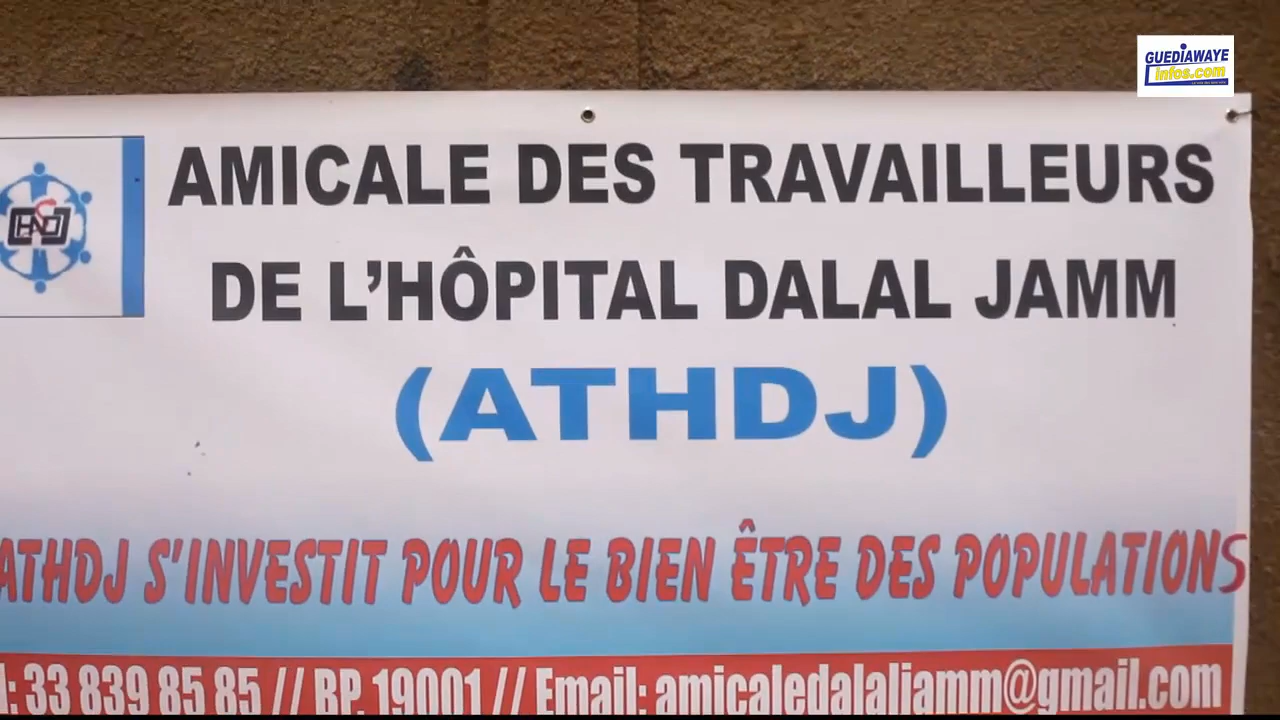 GUEDIAWAYE
infos.com
AMICALE DES TRAVAILLEURS
DE L'HÔPITAL DALAL JAMM
(ATHDJ)
ATHDJ S'INVESTIT POUR LE BIEN ÊTRE DES POPULATIONS
: 33 839 85 85 // BP. 19001 // Email: amicaledalaljamm@gmail.com